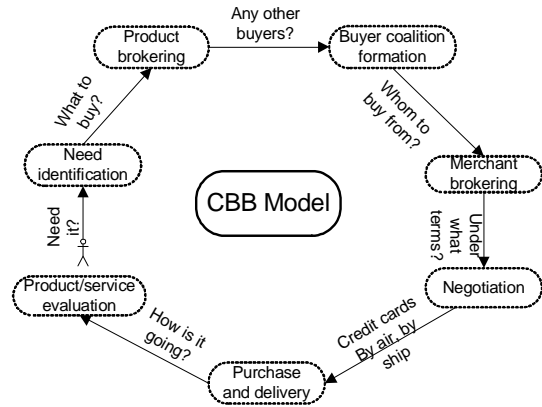 Product
brokering
Any other
buyers?
Buyer coalition
formation
Whom to
buy from?
Merchant
brokering
Under
what
terms?
Negotiation
Credit cards
By air, by
ship
Purchase
and delivery
How is it
going?
Product/service
evaluation
Need
it?
Need
identification
What to
buy?
CBB Model